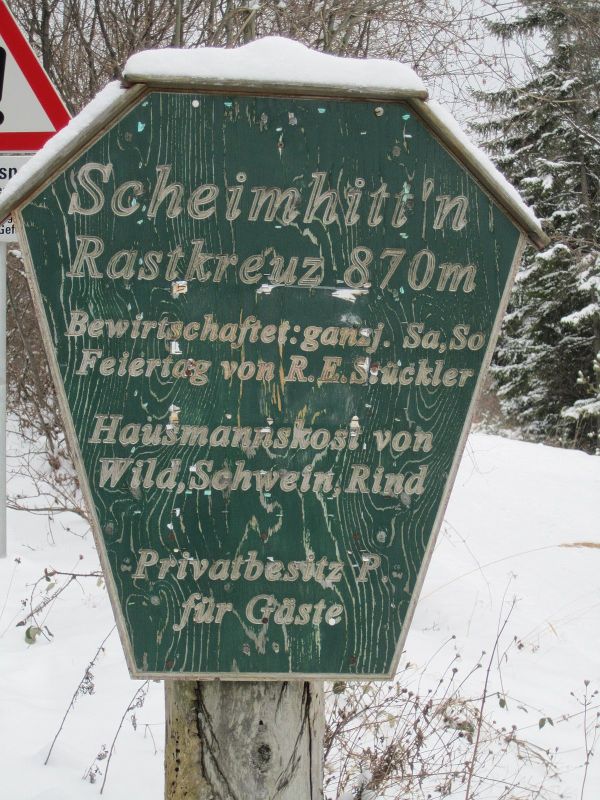 Scheimhitt'n
Rastkreuz 870m
Bewirtschaftet: ganzj. Sa, So
Feiertag von R. E. Stückler
Hausmannskost von
Wild, Schwein, Rind
Privatbesitz P.
für Gäste